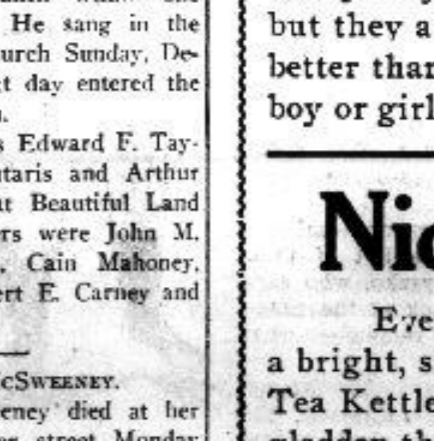 He sang in the
urch Sunday, De-
t day entered the
s Edward F. Tay-
taris and Arthur
at Beautiful Land
rs were John M.
Cain Mahoney,
ert E. Carney and
cSWEENEY.
eney died at her
street Monday
but they a
better than
boy or girl
Nic
Eve
a bright, s
Tea Kettle